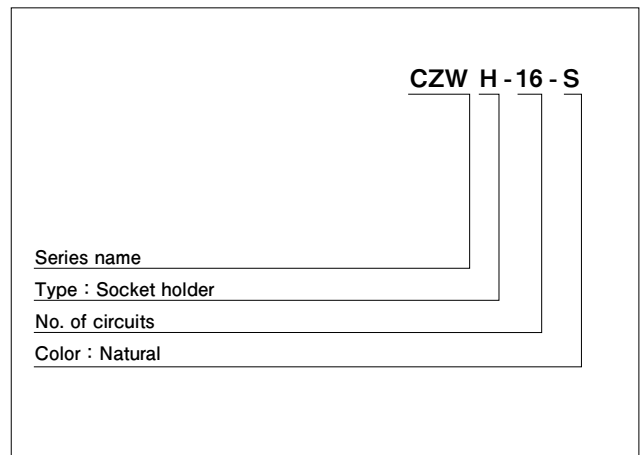 CZW H - 16 - S
Series name
Type：Socket holder
No. of circuits
Color：Natural